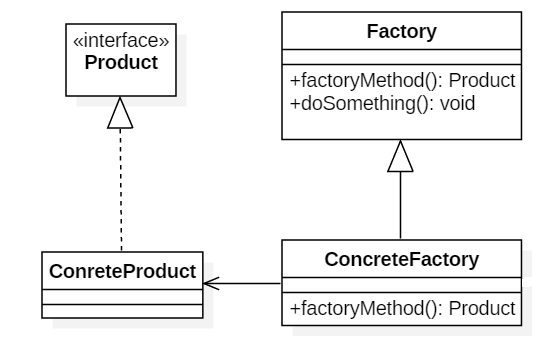 «interface»
Product
Factory
+factoryMethod(): Product
+doSomething(): void
ConreteProduct
ConcreteFactory
+factoryMethod(): Product